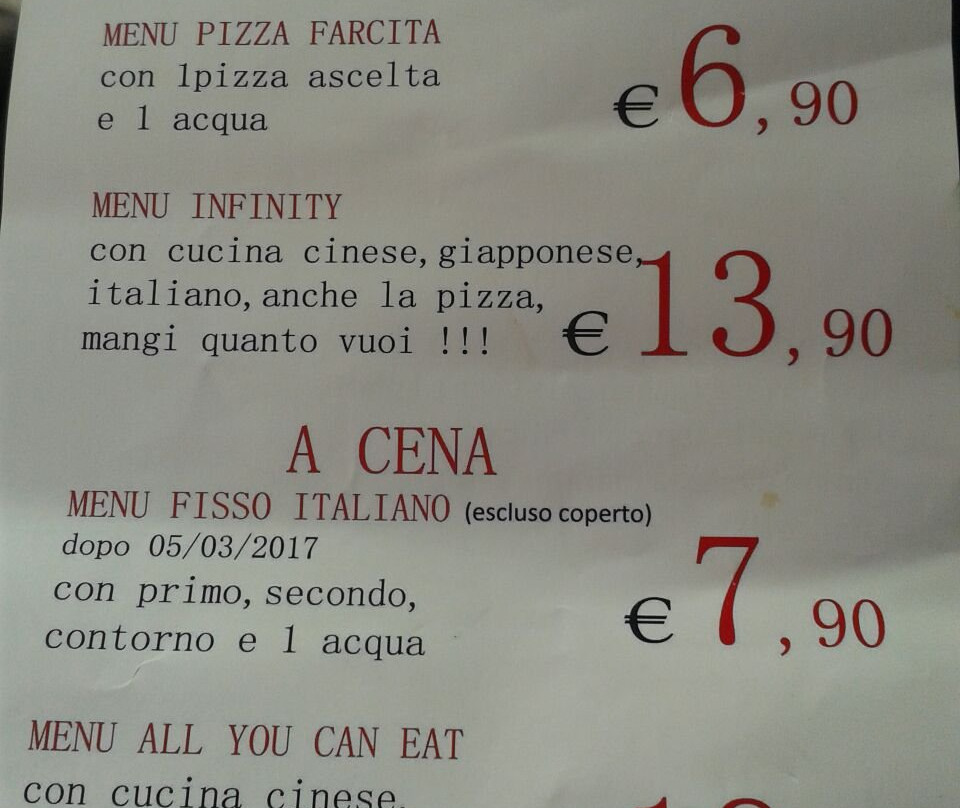 MENU PIZZA FARCITA
con 1pizza ascelta
e 1 acqua
€ 6,90
MENU INFINITY
con cucina cinese, giapponese,
italiano, anche la pizza,
mangi quanto vuoi !!!
€ 13,90
A CENA
MENU FISSO ITALIANO (escluso coperto)
dopo 05/03/2017
con primo, secondo,
contorno e 1 acqua
€ 7,90
MENU ALL YOU CAN EAT
con cucina cinese,